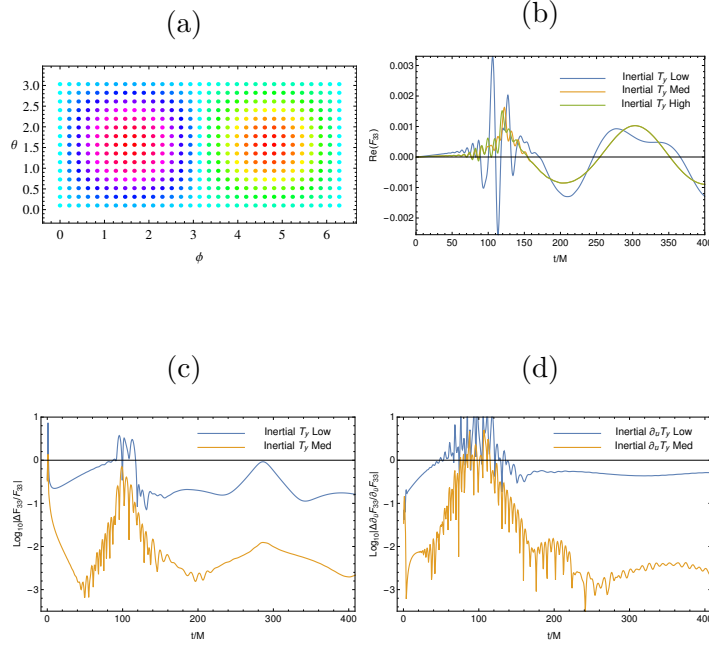 (a)
3.0
2.5
2.0
θ 1.5
1.0
0.5
0.0
0 1 2 3 4 5 6
ϕ
(b)
0.003
0.002
0.001
0.000
-0.001
-0.002
Re(F33)
Inertial Ty Low
Inertial Ty Med
Inertial Ty High
0 50 100 150 200 250 300 350 400
t/M
(c)
1
0
-1
-2
-3
Log10|ΔF33/F33|
Inertial Ty Low
Inertial Ty Med
0 100 200 300 400
t/M
(d)
1
0
-1
-2
-3
Log10|Δ∂ũF33/∂ũF33|
Inertial ∂ũTy Low
Inertial ∂ũTy Med
0 100 200 300 400
t/M